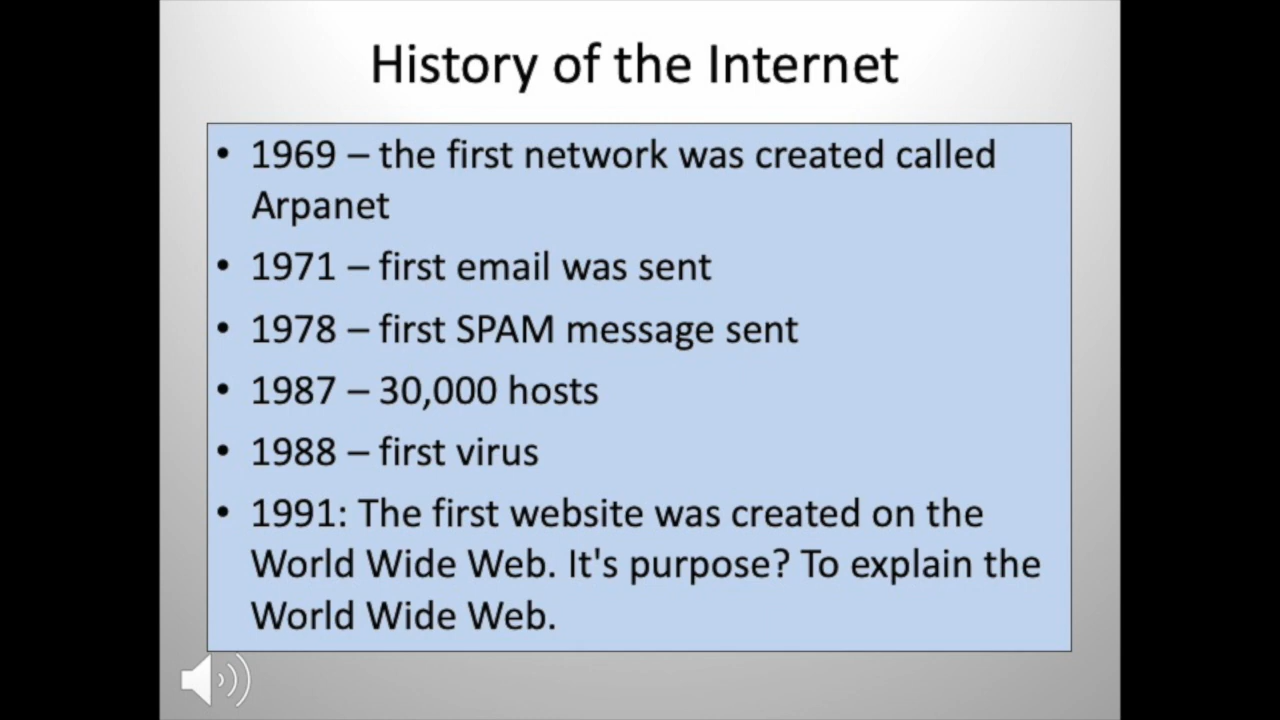 History of the Internet
• 1969 – the first network was created called
Arpanet
• 1971 – first email was sent
• 1978 – first SPAM message sent
• 1987 – 30,000 hosts
• 1988 – first virus
• 1991: The first website was created on the
World Wide Web. It's purpose? To explain the
World Wide Web.